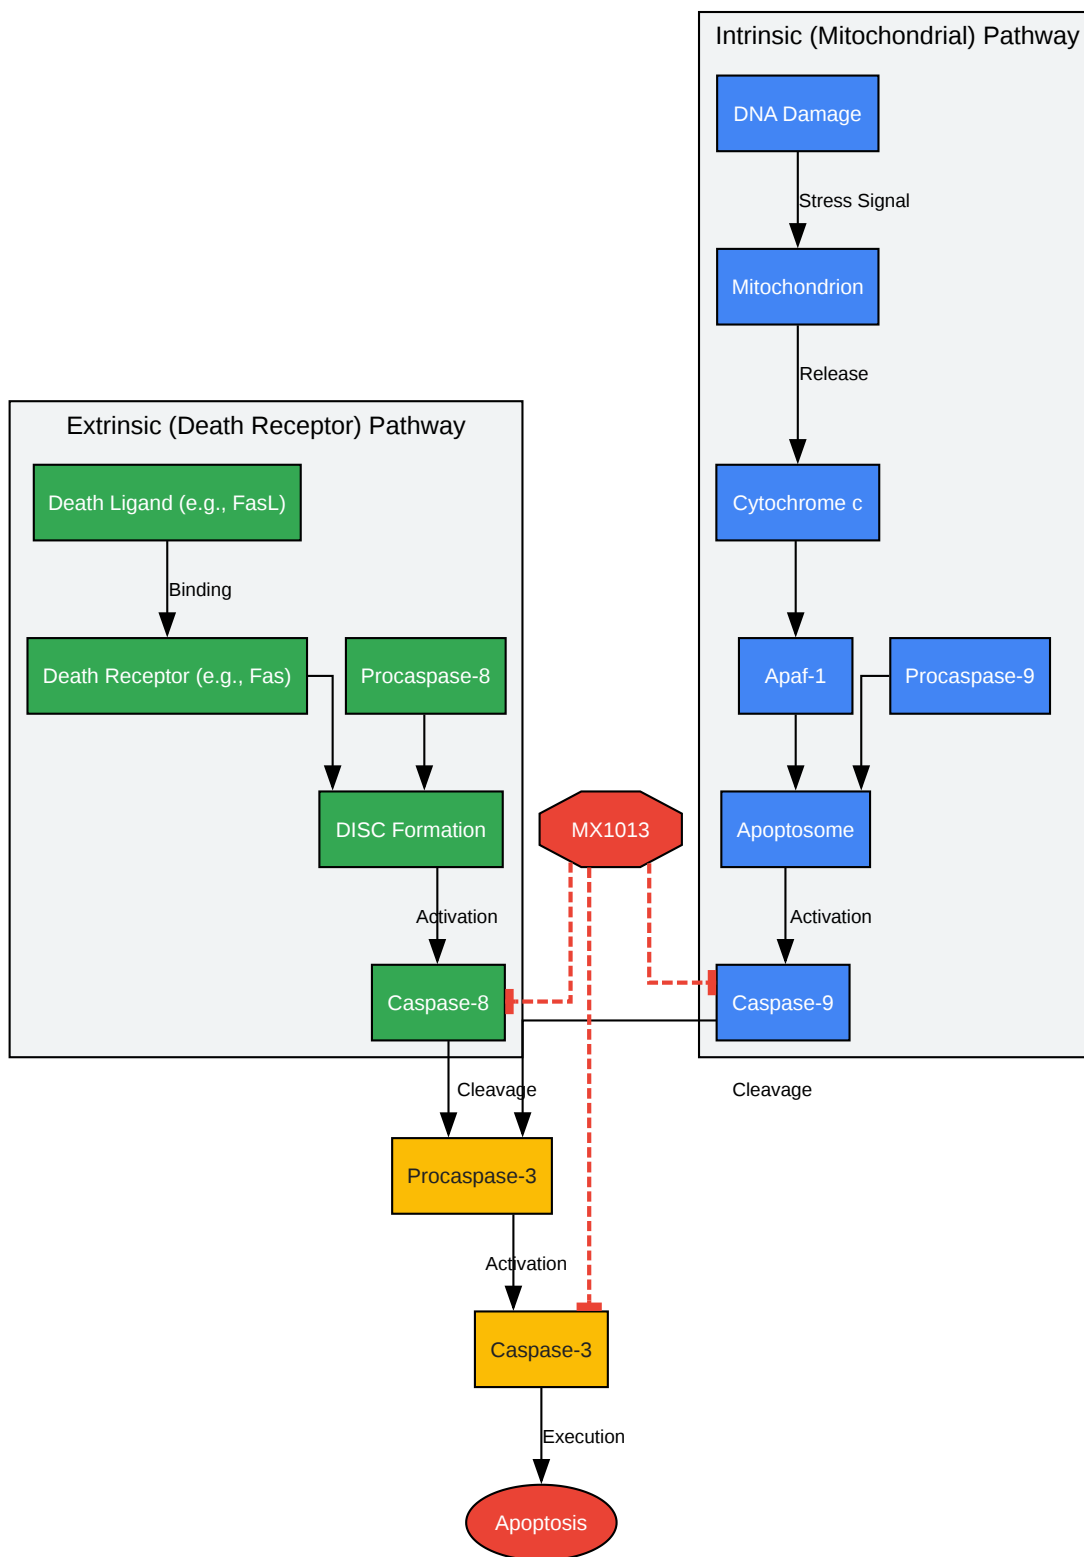 Intrinsic (Mitochondrial) Pathway
DNA Damage
Stress Signal
Mitochondrion
Release
Extrinsic (Death Receptor) Pathway
Death Ligand (e.g., FasL)
Cytochrome c
Binding
Death Receptor (e.g., Fas)
Procaspase-8
Apaf-1
Procaspase-9
DISC Formation
MX1013
Apoptosome
Activation
Activation
Caspase-8
Caspase-9
Cleavage
Cleavage
Procaspase-3
Activation
Caspase-3
Execution
Apoptosis